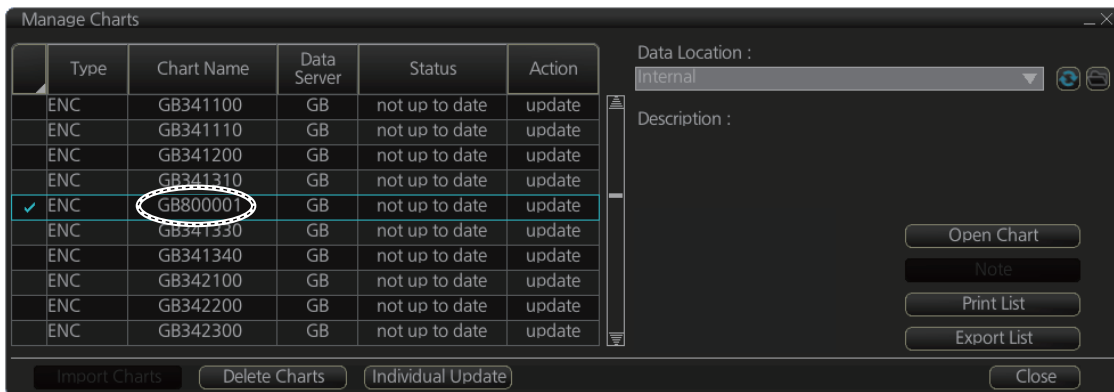 Manage Charts
Type Chart Name Data Server Status Action
ENC GB341100 GB not up to date update
ENC GB341110 GB not up to date update
ENC GB341200 GB not up to date update
ENC GB341310 GB not up to date update
ENC GB800001 GB not up to date update
ENC GB341330 GB not up to date update
ENC GB341340 GB not up to date update
ENC GB342100 GB not up to date update
ENC GB342200 GB not up to date update
ENC GB342300 GB not up to date update
Data Location :
Internal
Description :
Open Chart
Note
Print List
Export List
Import Charts Delete Charts Individual Update Close